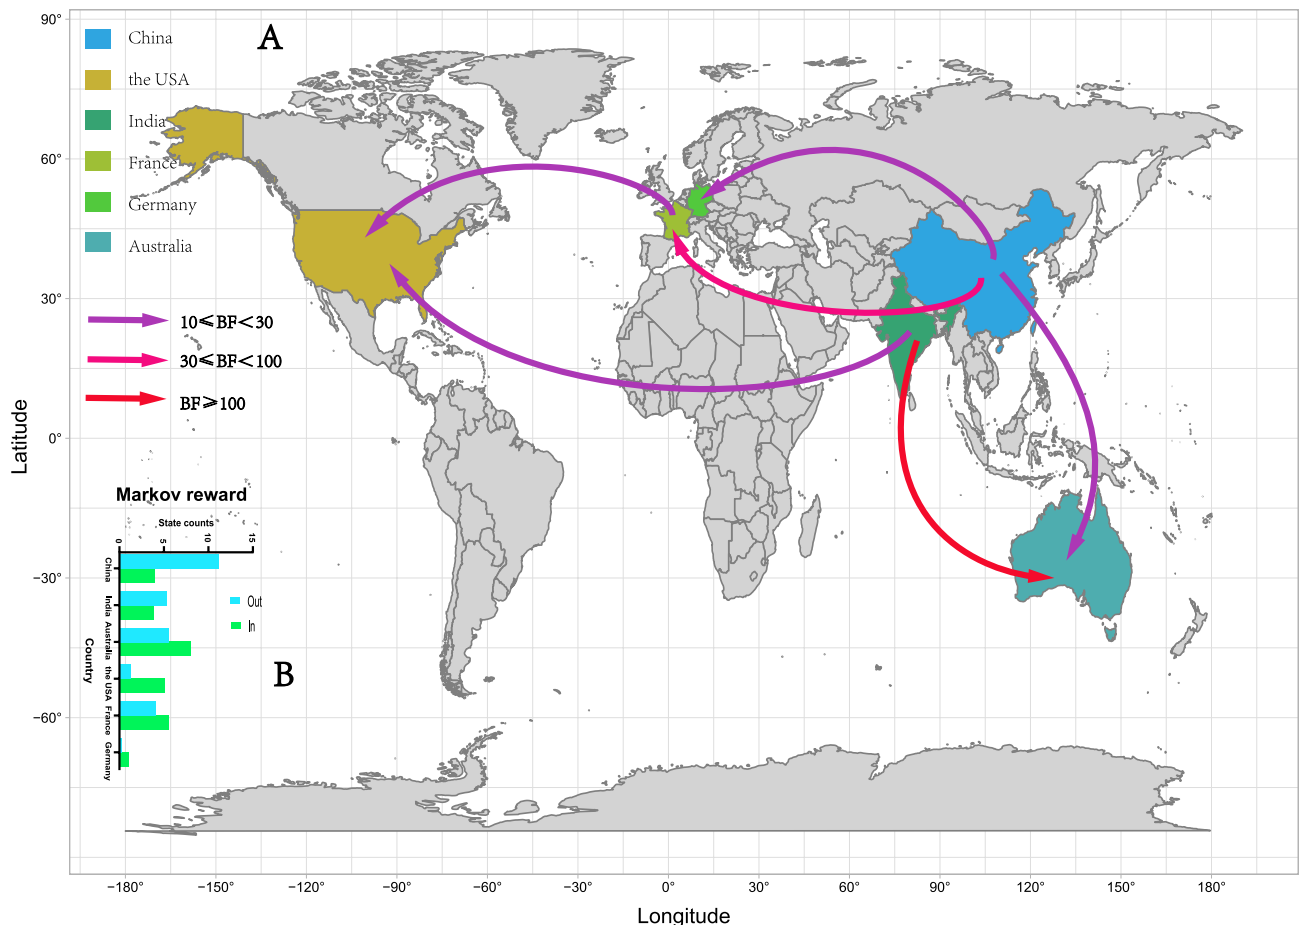 90°
60°
30°
0°
−30°
−60°
Latitude
A
China
the USA
India
France
Germany
Australia
10⩽BF<30
30⩽BF<100
BF⩾100
Markov reward
State counts
0 5 10 15
China
India
Australia
the USA
France
Germany
Country
Out
In
B
−180° −150° −120° −90° −60° −30° 0° 30° 60° 90° 120° 150° 180°
Longitude